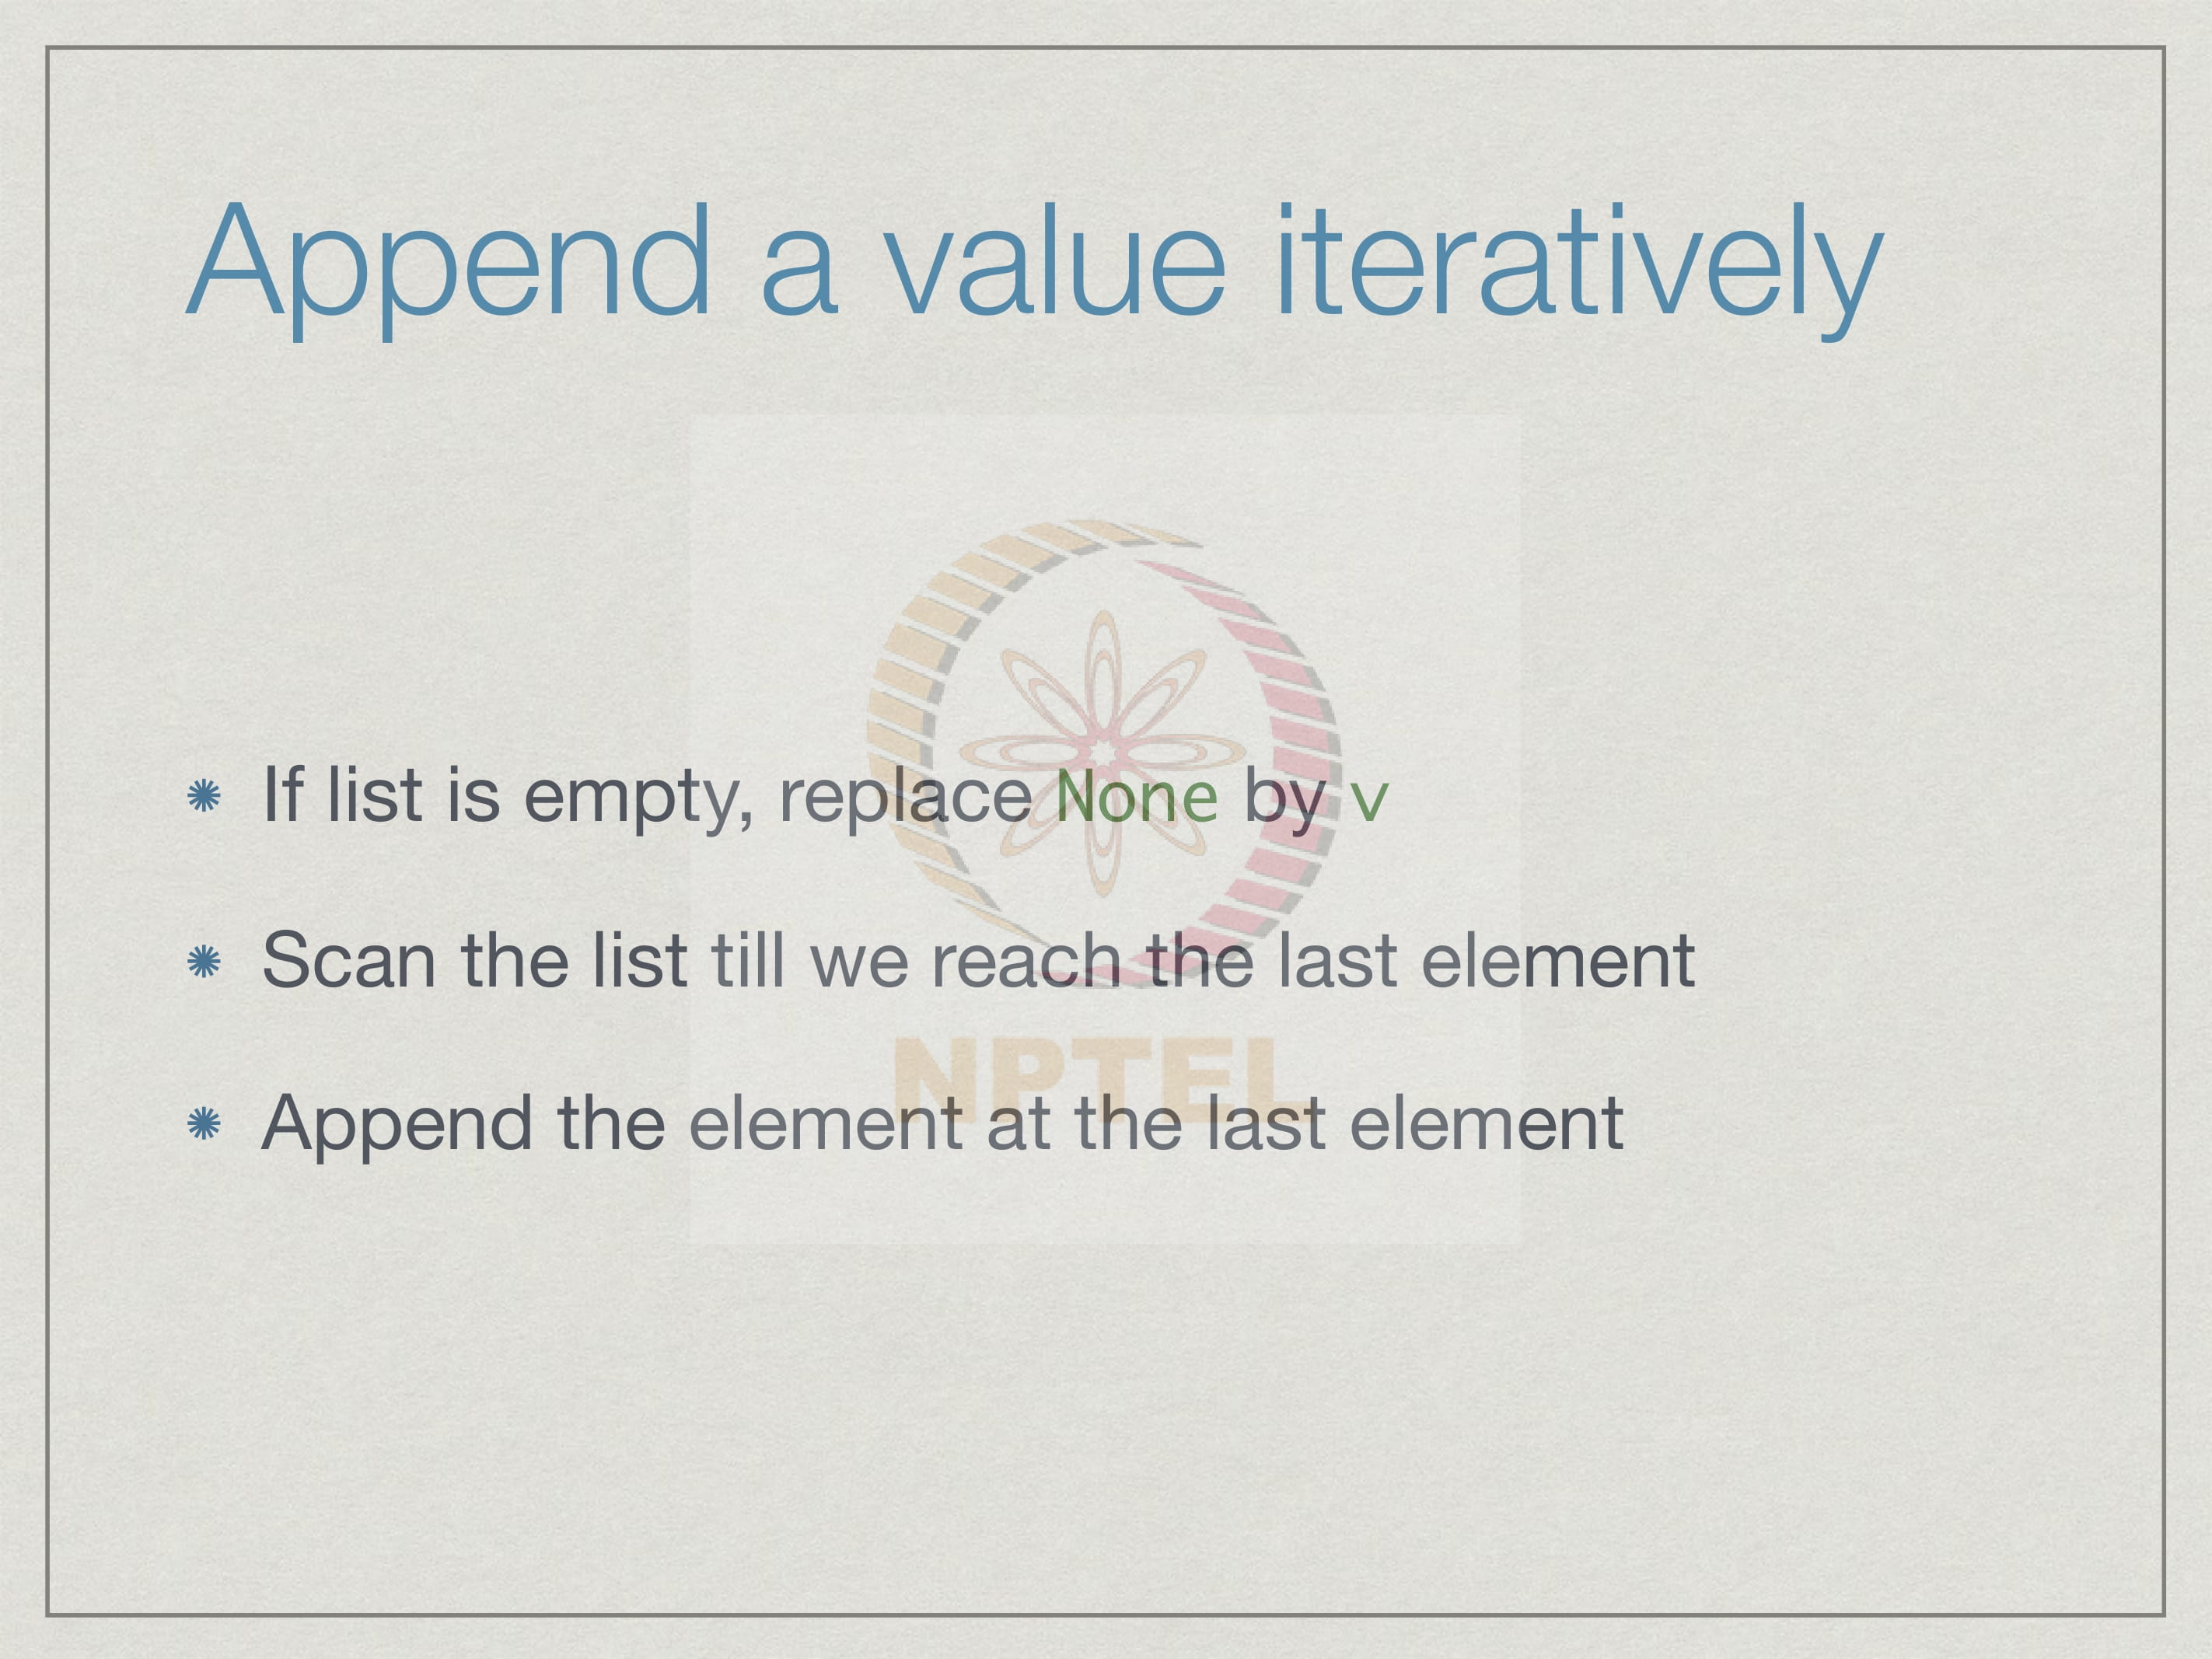 Append a value iteratively
If list is empty, replace None by v
Scan the list till we reach the last element
NPTEL
Append the element at the last element